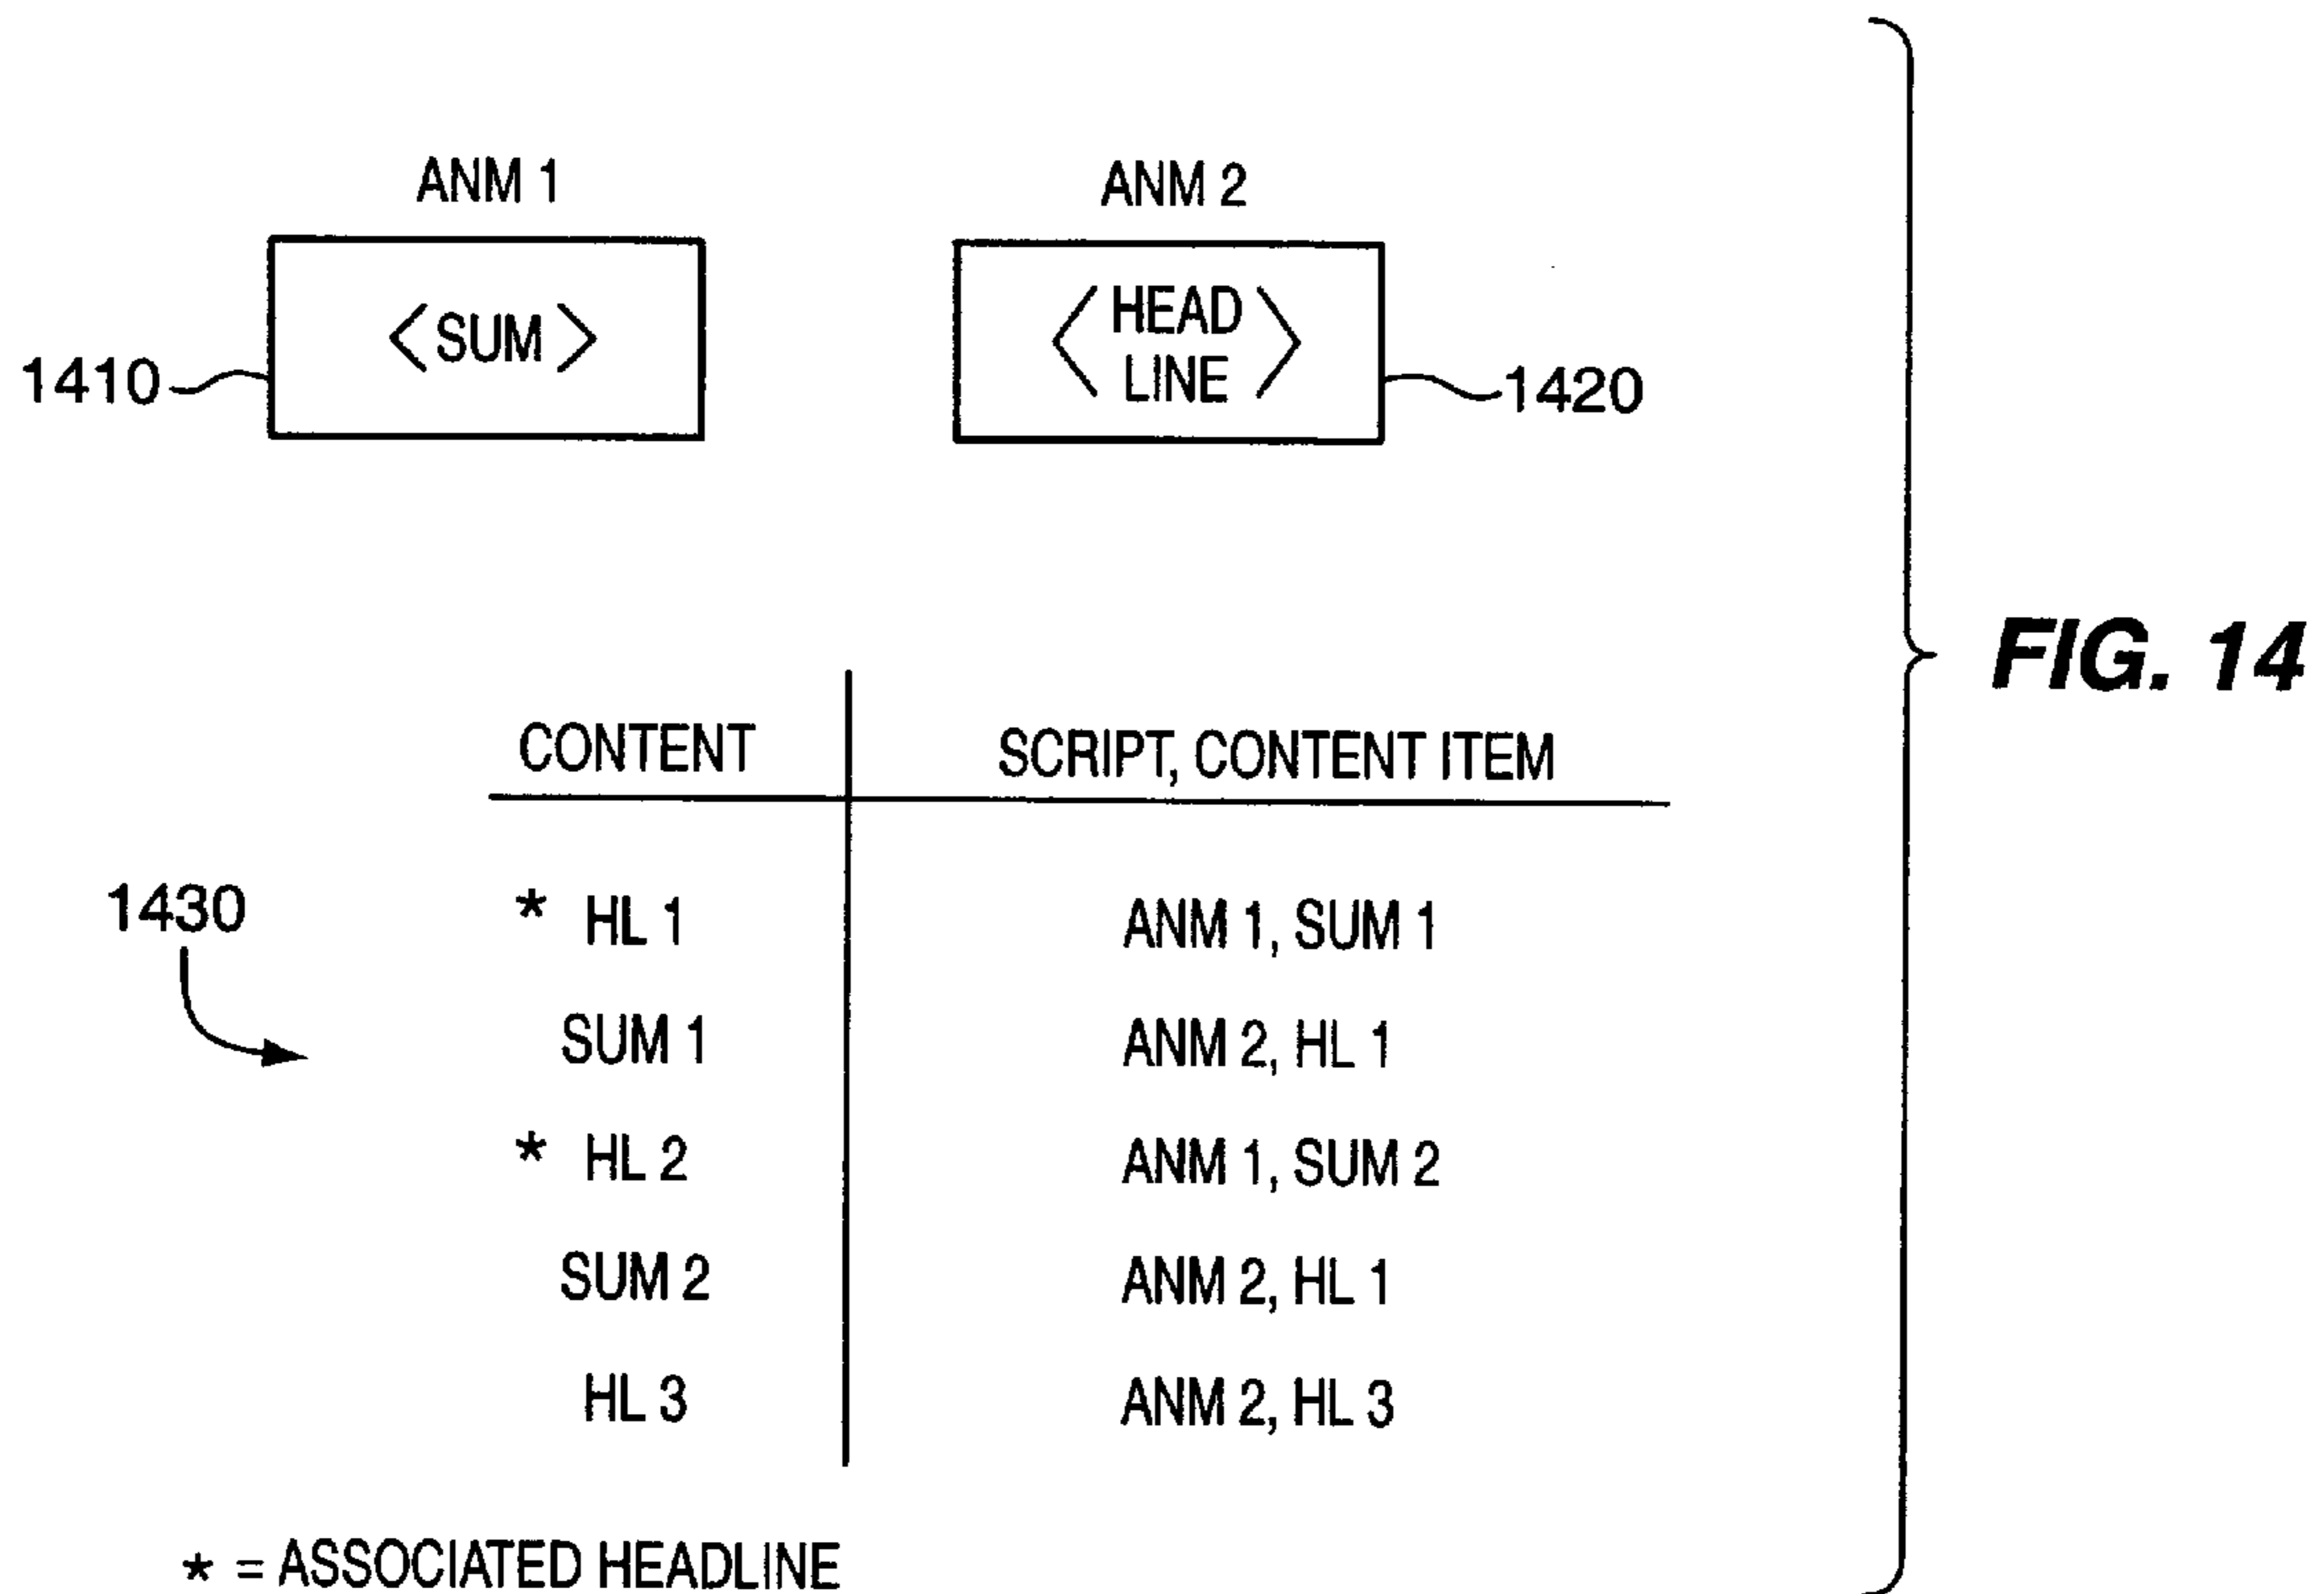 ANM 1
ANM 2
<SUM>
<HEAD
LINE>
1410
1420
FIG. 14
CONTENT
SCRIPT, CONTENT ITEM
1430
* HL 1
ANM 1, SUM 1
SUM 1
ANM 2, HL 1
* HL 2
ANM 1, SUM 2
SUM 2
ANM 2, HL 1
HL 3
ANM 2, HL 3
* = ASSOCIATED HEADLINE